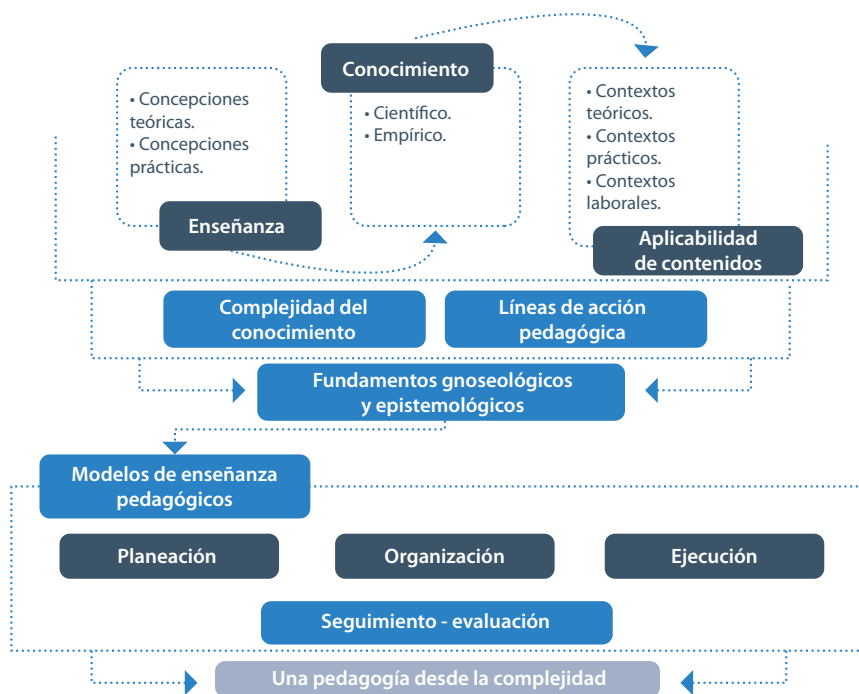 • Concepciones
teóricas.
• Concepciones
prácticas.
Enseñanza
Conocimiento
• Científico.
• Empírico.
• Contextos
teóricos.
• Contextos
prácticos.
• Contextos
laborales.
Aplicabilidad
de contenidos
Complejidad del
conocimiento
Líneas de acción
pedagógica
Fundamentos gnoseológicos
y epistemológicos
Modelos de enseñanza
pedagógicos
Planeación
Organización
Ejecución
Seguimiento - evaluación
Una pedagogía desde la complejidad